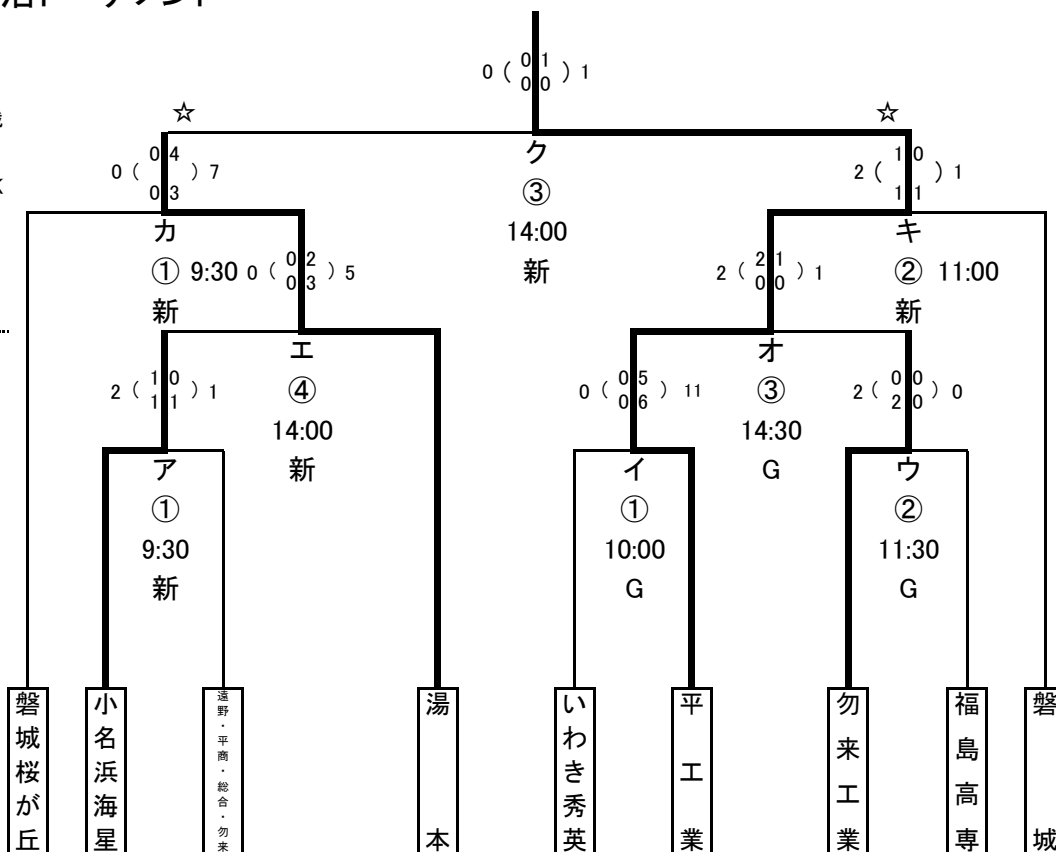 0 ( 0 1 ) 1
0 0
☆ ☆
ク
③
14:00
新
0 ( 0 4 ) 7
0 3
2 ( 1 0 ) 1
1 1
カ
① 9:30
新
キ
② 11:00
新
0 ( 0 2 ) 5
0 3
2 ( 2 1 ) 1
0 0
エ
④
14:00
新
オ
③
14:30
G
2 ( 1 0 ) 1
1 1
0 ( 0 5 ) 11
0 6
2 ( 0 0 ) 0
2 0
ア
①
9:30
新
イ
①
10:00
G
ウ
②
11:30
G
磐城桜が丘
小名浜海星
遠野・平商・総合・勿来
湯本
いわき秀英
平工業
勿来工業
福島高専
磐城